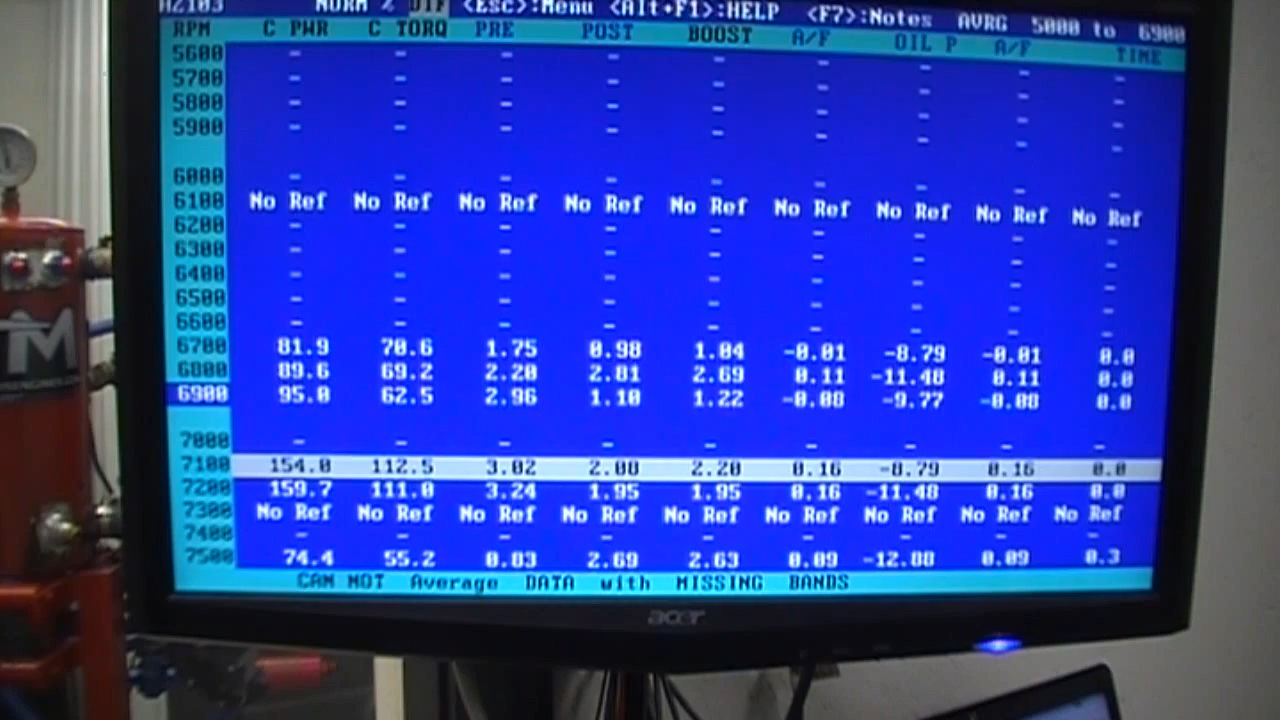 HZ103 NORM % DIF <Esc>:Menu <Alt+F1>:HELP <F7>:Notes AVRG 5000 to 6900
RPM C PWR C TORQ PRE POST BOOST A/F OIL P A/F TIME
5600 - - - - - - - - -
5700 - - - - - - - - -
5800 - - - - - - - - -
5900 - - - - - - - - -
6000 - - - - - - - - -
6100 No Ref No Ref No Ref No Ref No Ref No Ref No Ref No Ref No Ref
6200 - - - - - - - - -
6300 - - - - - - - - -
6400 - - - - - - - - -
6500 - - - - - - - - -
6600 - - - - - - - - -
6700 81.9 70.6 1.75 0.98 1.04 -0.01 -8.79 -0.01 0.0
6800 89.6 69.2 2.20 2.81 2.69 0.11 -11.48 0.11 0.0
6900 95.0 62.5 2.96 1.10 1.22 -0.08 -9.77 -0.08 0.0
7000 - - - - - - - - -
7100 154.0 112.5 3.02 2.08 2.20 0.16 -8.79 0.16 0.0
7200 159.7 111.0 3.24 1.95 1.95 0.16 -11.48 0.16 0.0
7300 No Ref No Ref No Ref No Ref No Ref No Ref No Ref No Ref No Ref
7400 - - - - - - - - -
7500 74.4 55.2 0.83 2.69 2.63 0.09 -12.08 0.09 0.3
CAN NOT Average DATA with MISSING BANDS
acer
TM